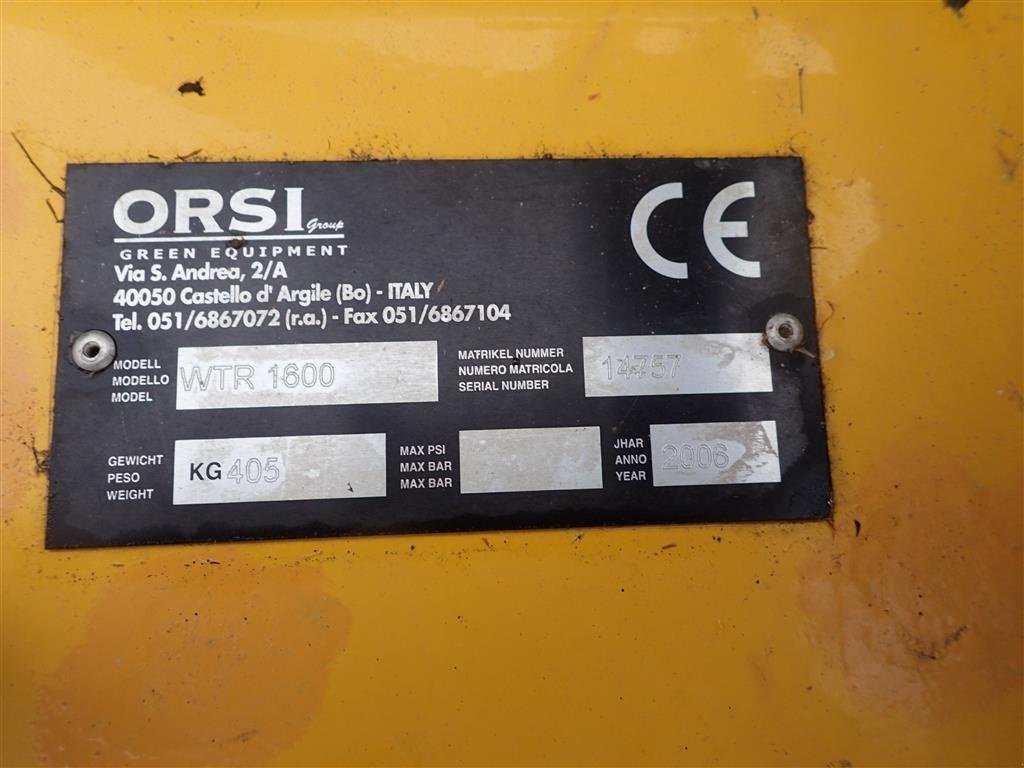 ORSI Group
GREEN EQUIPMENT
CE
Via S. Andrea, 2/A
40050 Castello d' Argile (Bo) - ITALY
Tel. 051/6867072 (r.a.) - Fax 051/6867104
MODELL
MODELLO
MODEL
WTR 1600
MATRIKEL NUMMER
NUMERO MATRICOLA
SERIAL NUMBER
14757
GEWICHT
PESO
WEIGHT
KG 405
MAX PSI
MAX BAR
MAX BAR
JHAR
ANNO
YEAR
2006